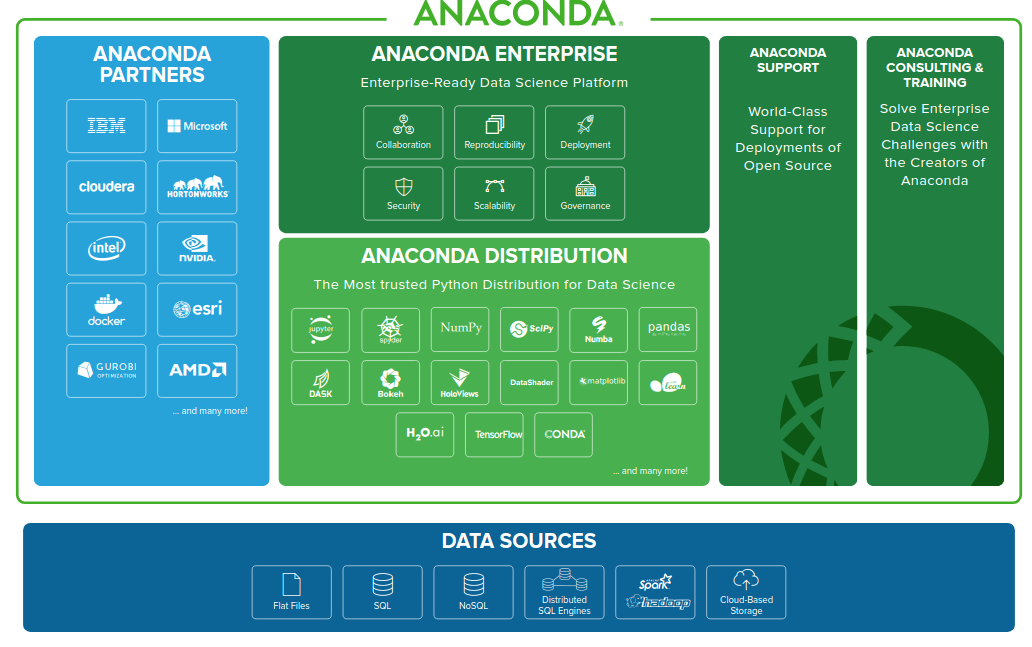 ANACONDA®
ANACONDA
PARTNERS
IBM
Microsoft
cloudera
HORTONWORKS
intel
NVIDIA.
docker
esri
GUROBI
OPTIMIZATION
AMD
... and many more!
ANACONDA ENTERPRISE
Enterprise-Ready Data Science Platform
Collaboration
Reproducibility
Deployment
Security
Scalability
Governance
ANACONDA DISTRIBUTION
The Most trusted Python Distribution for Data Science
jupyter
spyder
NumPy
SciPy
Numba
pandas
DASK
Bokeh
HoloViews
DataShader
matplotlib
learn
H2O.ai
TensorFlow
CONDA
... and many more!
ANACONDA
SUPPORT
World-Class
Support for
Deployments of
Open Source
ANACONDA
CONSULTING &
TRAINING
Solve Enterprise
Data Science
Challenges with
the Creators of
Anaconda
DATA SOURCES
Flat Files
SQL
NoSQL
Distributed
SQL Engines
Spark
hadoop
Cloud-Based
Storage